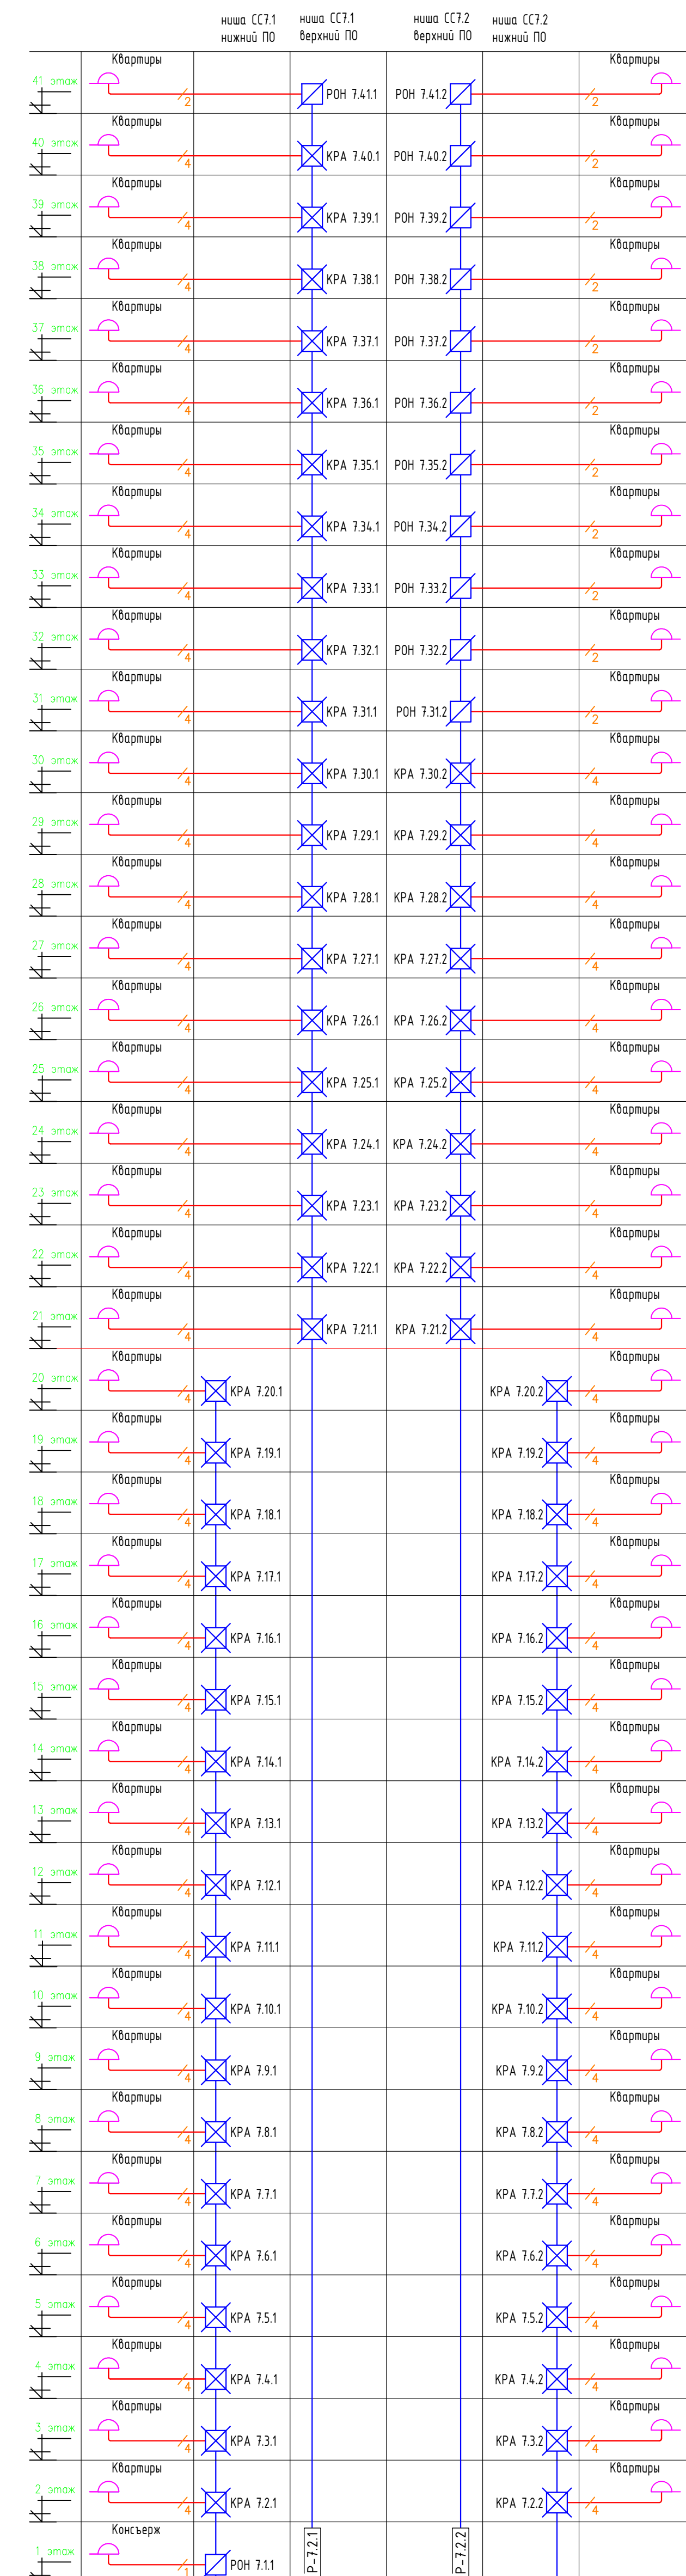 ниша СС7.1 нижний ПО
ниша СС7.1 верхний ПО
ниша СС7.2 верхний ПО
ниша СС7.2 нижний ПО
41 этаж Квартиры 2 РОН 7.41.1 РОН 7.41.2 2 Квартиры
40 этаж Квартиры 4 КРА 7.40.1 РОН 7.40.2 2 Квартиры
39 этаж Квартиры 4 КРА 7.39.1 РОН 7.39.2 2 Квартиры
38 этаж Квартиры 4 КРА 7.38.1 РОН 7.38.2 2 Квартиры
37 этаж Квартиры 4 КРА 7.37.1 РОН 7.37.2 2 Квартиры
36 этаж Квартиры 4 КРА 7.36.1 РОН 7.36.2 2 Квартиры
35 этаж Квартиры 4 КРА 7.35.1 РОН 7.35.2 2 Квартиры
34 этаж Квартиры 4 КРА 7.34.1 РОН 7.34.2 2 Квартиры
33 этаж Квартиры 4 КРА 7.33.1 РОН 7.33.2 2 Квартиры
32 этаж Квартиры 4 КРА 7.32.1 РОН 7.32.2 2 Квартиры
31 этаж Квартиры 4 КРА 7.31.1 РОН 7.31.2 2 Квартиры
30 этаж Квартиры 4 КРА 7.30.1 КРА 7.30.2 4 Квартиры
29 этаж Квартиры 4 КРА 7.29.1 КРА 7.29.2 4 Квартиры
28 этаж Квартиры 4 КРА 7.28.1 КРА 7.28.2 4 Квартиры
27 этаж Квартиры 4 КРА 7.27.1 КРА 7.27.2 4 Квартиры
26 этаж Квартиры 4 КРА 7.26.1 КРА 7.26.2 4 Квартиры
25 этаж Квартиры 4 КРА 7.25.1 КРА 7.25.2 4 Квартиры
24 этаж Квартиры 4 КРА 7.24.1 КРА 7.24.2 4 Квартиры
23 этаж Квартиры 4 КРА 7.23.1 КРА 7.23.2 4 Квартиры
22 этаж Квартиры 4 КРА 7.22.1 КРА 7.22.2 4 Квартиры
21 этаж Квартиры 4 КРА 7.21.1 КРА 7.21.2 4 Квартиры
20 этаж Квартиры 4 КРА 7.20.1 КРА 7.20.2 4 Квартиры
19 этаж Квартиры 4 КРА 7.19.1 КРА 7.19.2 4 Квартиры
18 этаж Квартиры 4 КРА 7.18.1 КРА 7.18.2 4 Квартиры
17 этаж Квартиры 4 КРА 7.17.1 КРА 7.17.2 4 Квартиры
16 этаж Квартиры 4 КРА 7.16.1 КРА 7.16.2 4 Квартиры
15 этаж Квартиры 4 КРА 7.15.1 КРА 7.15.2 4 Квартиры
14 этаж Квартиры 4 КРА 7.14.1 КРА 7.14.2 4 Квартиры
13 этаж Квартиры 4 КРА 7.13.1 КРА 7.13.2 4 Квартиры
12 этаж Квартиры 4 КРА 7.12.1 КРА 7.12.2 4 Квартиры
11 этаж Квартиры 4 КРА 7.11.1 КРА 7.11.2 4 Квартиры
10 этаж Квартиры 4 КРА 7.10.1 КРА 7.10.2 4 Квартиры
9 этаж Квартиры 4 КРА 7.9.1 КРА 7.9.2 4 Квартиры
8 этаж Квартиры 4 КРА 7.8.1 КРА 7.8.2 4 Квартиры
7 этаж Квартиры 4 КРА 7.7.1 КРА 7.7.2 4 Квартиры
6 этаж Квартиры 4 КРА 7.6.1 КРА 7.6.2 4 Квартиры
5 этаж Квартиры 4 КРА 7.5.1 КРА 7.5.2 4 Квартиры
4 этаж Квартиры 4 КРА 7.4.1 КРА 7.4.2 4 Квартиры
3 этаж Квартиры 4 КРА 7.3.1 КРА 7.3.2 4 Квартиры
2 этаж Квартиры 4 КРА 7.2.1 КРА 7.2.2 4 Квартиры
1 этаж Консъерж 1 РОН 7.1.1 Р-7.2.1 Р-7.2.2